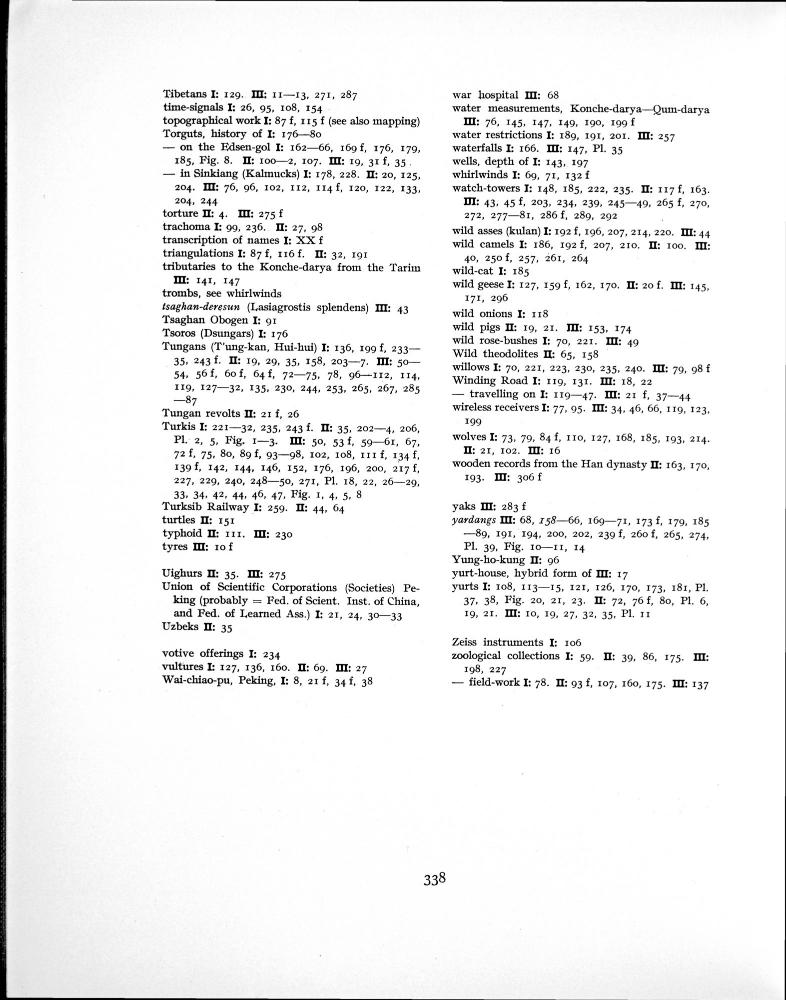 Tibetans I: 129. III: 11—13, 271, 287
time-signals I: 26, 95, 108, 154
topographical work I: 87 f, 115 f (see also mapping)
Torguts, history of I: 176—80
— on the Edsen-gol I: 162—66, 169 f, 176, 179,
185, Fig. 8. II: 100—2, 107. III: 19, 31 f, 35.
— in Sinkiang (Kalmucks) I: 178, 228. II: 20, 125,
204. III: 76, 96, 102, 112, 114 f, 120, 122, 133,
204, 244
torture II: 4. III: 275 f
trachoma I: 99, 236. II: 27, 98
transcription of names I: XX f
triangulations I: 87 f, 116 f. II: 32, 191
tributaries to the Konche-darya from the Tarim
III: 141, 147
trombs, see whirlwinds
tsaghan-deresun (Lasiagrostis splendens) III: 43
Tsaghan Obogen I: 91
Tsoros (Dsungars) I: 176
Tungans (T'ung-kan, Hui-hui) I: 136, 199 f, 233—
35, 243 f. II: 19, 29, 35, 158, 203—7. III: 50—
54, 56 f, 60 f, 64 f, 72—75, 78, 96—112, 114,
119, 127—32, 135, 230, 244, 253, 265, 267, 285
—87
Tungan revolts II: 21 f, 26
Turkis I: 221—32, 235, 243 f. II: 35, 202—4, 206,
Pl. 2, 5, Fig. 1—3. III: 50, 53 f, 59—61, 67,
72 f, 75, 80, 89 f, 93—98, 102, 108, 111 f, 134 f,
139 f, 142, 144, 146, 152, 176, 196, 200, 217 f,
227, 229, 240, 248—50, 271, Pl. 18, 22, 26—29,
33, 34, 42, 44, 46, 47, Fig. 1, 4, 5, 8
Turksib Railway I: 259. II: 44, 64
turtles II: 151
typhoid II: 111. III: 230
tyres III: 10 f
Uighurs II: 35. III: 275
Union of Scientific Corporations (Societies) Pe-
king (probably = Fed. of Scient. Inst. of China,
and Fed. of Learned Ass.) I: 21, 24, 30—33
Uzbeks II: 35
votive offerings I: 234
vultures I: 127, 136, 160. II: 69. III: 27
Wai-chiao-pu, Peking, I: 8, 21 f, 34 f, 38
war hospital III: 68
water measurements, Konche-darya—Qum-darya
III: 76, 145, 147, 149, 190, 199 f
water restrictions I: 189, 191, 201. III: 257
waterfalls I: 166. III: 147, Pl. 35
wells, depth of I: 143, 197
whirlwinds I: 69, 71, 132 f
watch-towers I: 148, 185, 222, 235. II: 117 f, 163.
III: 43, 45 f, 203, 234, 239, 245—49, 265 f, 270,
272, 277—81, 286 f, 289, 292
wild asses (kulan) I: 192 f, 196, 207, 214, 220. III: 44
wild camels I: 186, 192 f, 207, 210. II: 100. III:
40, 250 f, 257, 261, 264
wild-cat I: 185
wild geese I: 127, 159 f, 162, 170. II: 20 f. III: 145,
171, 296
wild onions I: 118
wild pigs II: 19, 21. III: 153, 174
wild rose-bushes I: 70, 221. III: 49
Wild theodolites II: 65, 158
willows I: 70, 221, 223, 230, 235, 240. III: 79, 98 f
Winding Road I: 119, 131. III: 18, 22
— travelling on I: 119—47. III: 21 f, 37—44
wireless receivers I: 77, 95. III: 34, 46, 66, 119, 123,
199
wolves I: 73, 79, 84 f, 110, 127, 168, 185, 193, 214.
II: 21, 102. III: 16
wooden records from the Han dynasty II: 163, 170,
193. III: 306 f
yaks III: 283 f
yardangs III: 68, 158—66, 169—71, 173 f, 179, 185
—89, 191, 194, 200, 202, 239 f, 260 f, 265, 274,
Pl. 39, Fig. 10—11, 14
Yung-ho-kung II: 96
yurt-house, hybrid form of III: 17
yurts I: 108, 113—15, 121, 126, 170, 173, 181, Pl.
37, 38, Fig. 20, 21, 23. II: 72, 76 f, 80, Pl. 6,
19, 21. III: 10, 19, 27, 32, 35, Pl. 11
Zeiss instruments I: 106
zoological collections I: 59. II: 39, 86, 175. III:
198, 227
— field-work I: 78. II: 93 f, 107, 160, 175. III: 137
338